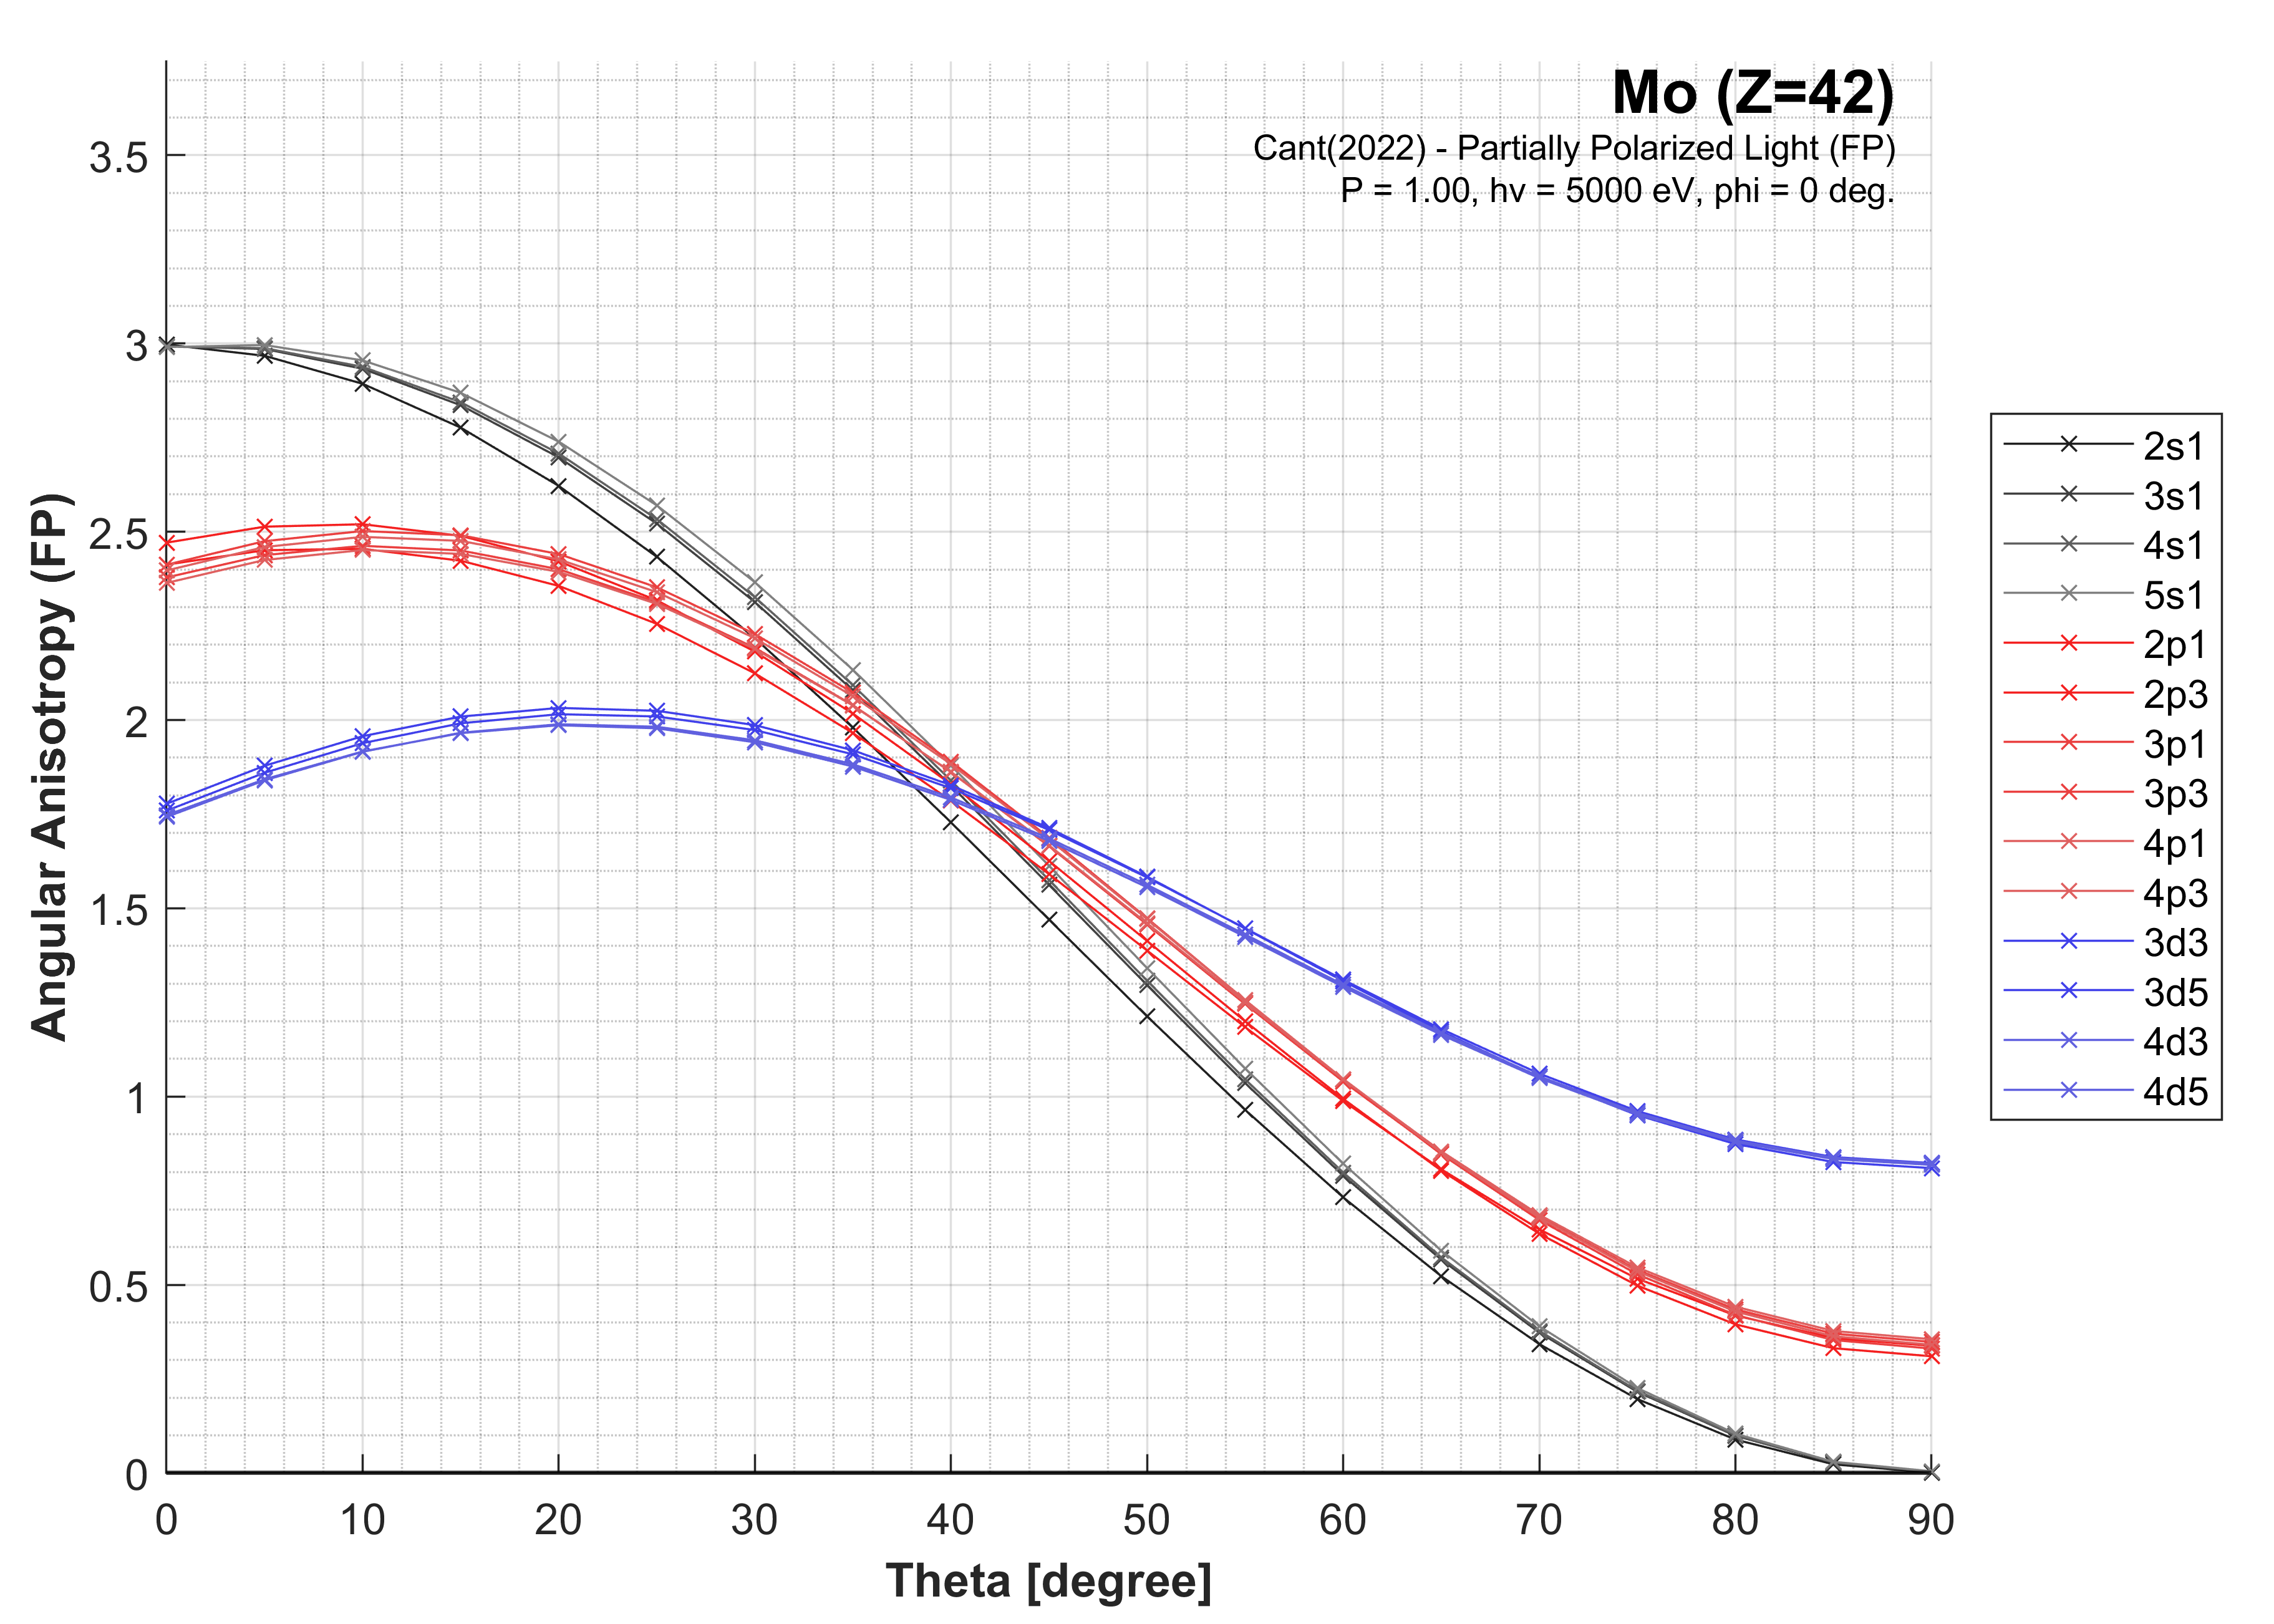 Mo (Z=42)
Cant(2022) - Partially Polarized Light (FP)
P = 1.00, hv = 5000 eV, phi = 0 deg.
Angular Anisotropy (FP)
3.5
3
2.5
2
1.5
1
0.5
0
0 10 20 30 40 50 60 70 80 90
Theta [degree]
2s1
3s1
4s1
5s1
2p1
2p3
3p1
3p3
4p1
4p3
3d3
3d5
4d3
4d5